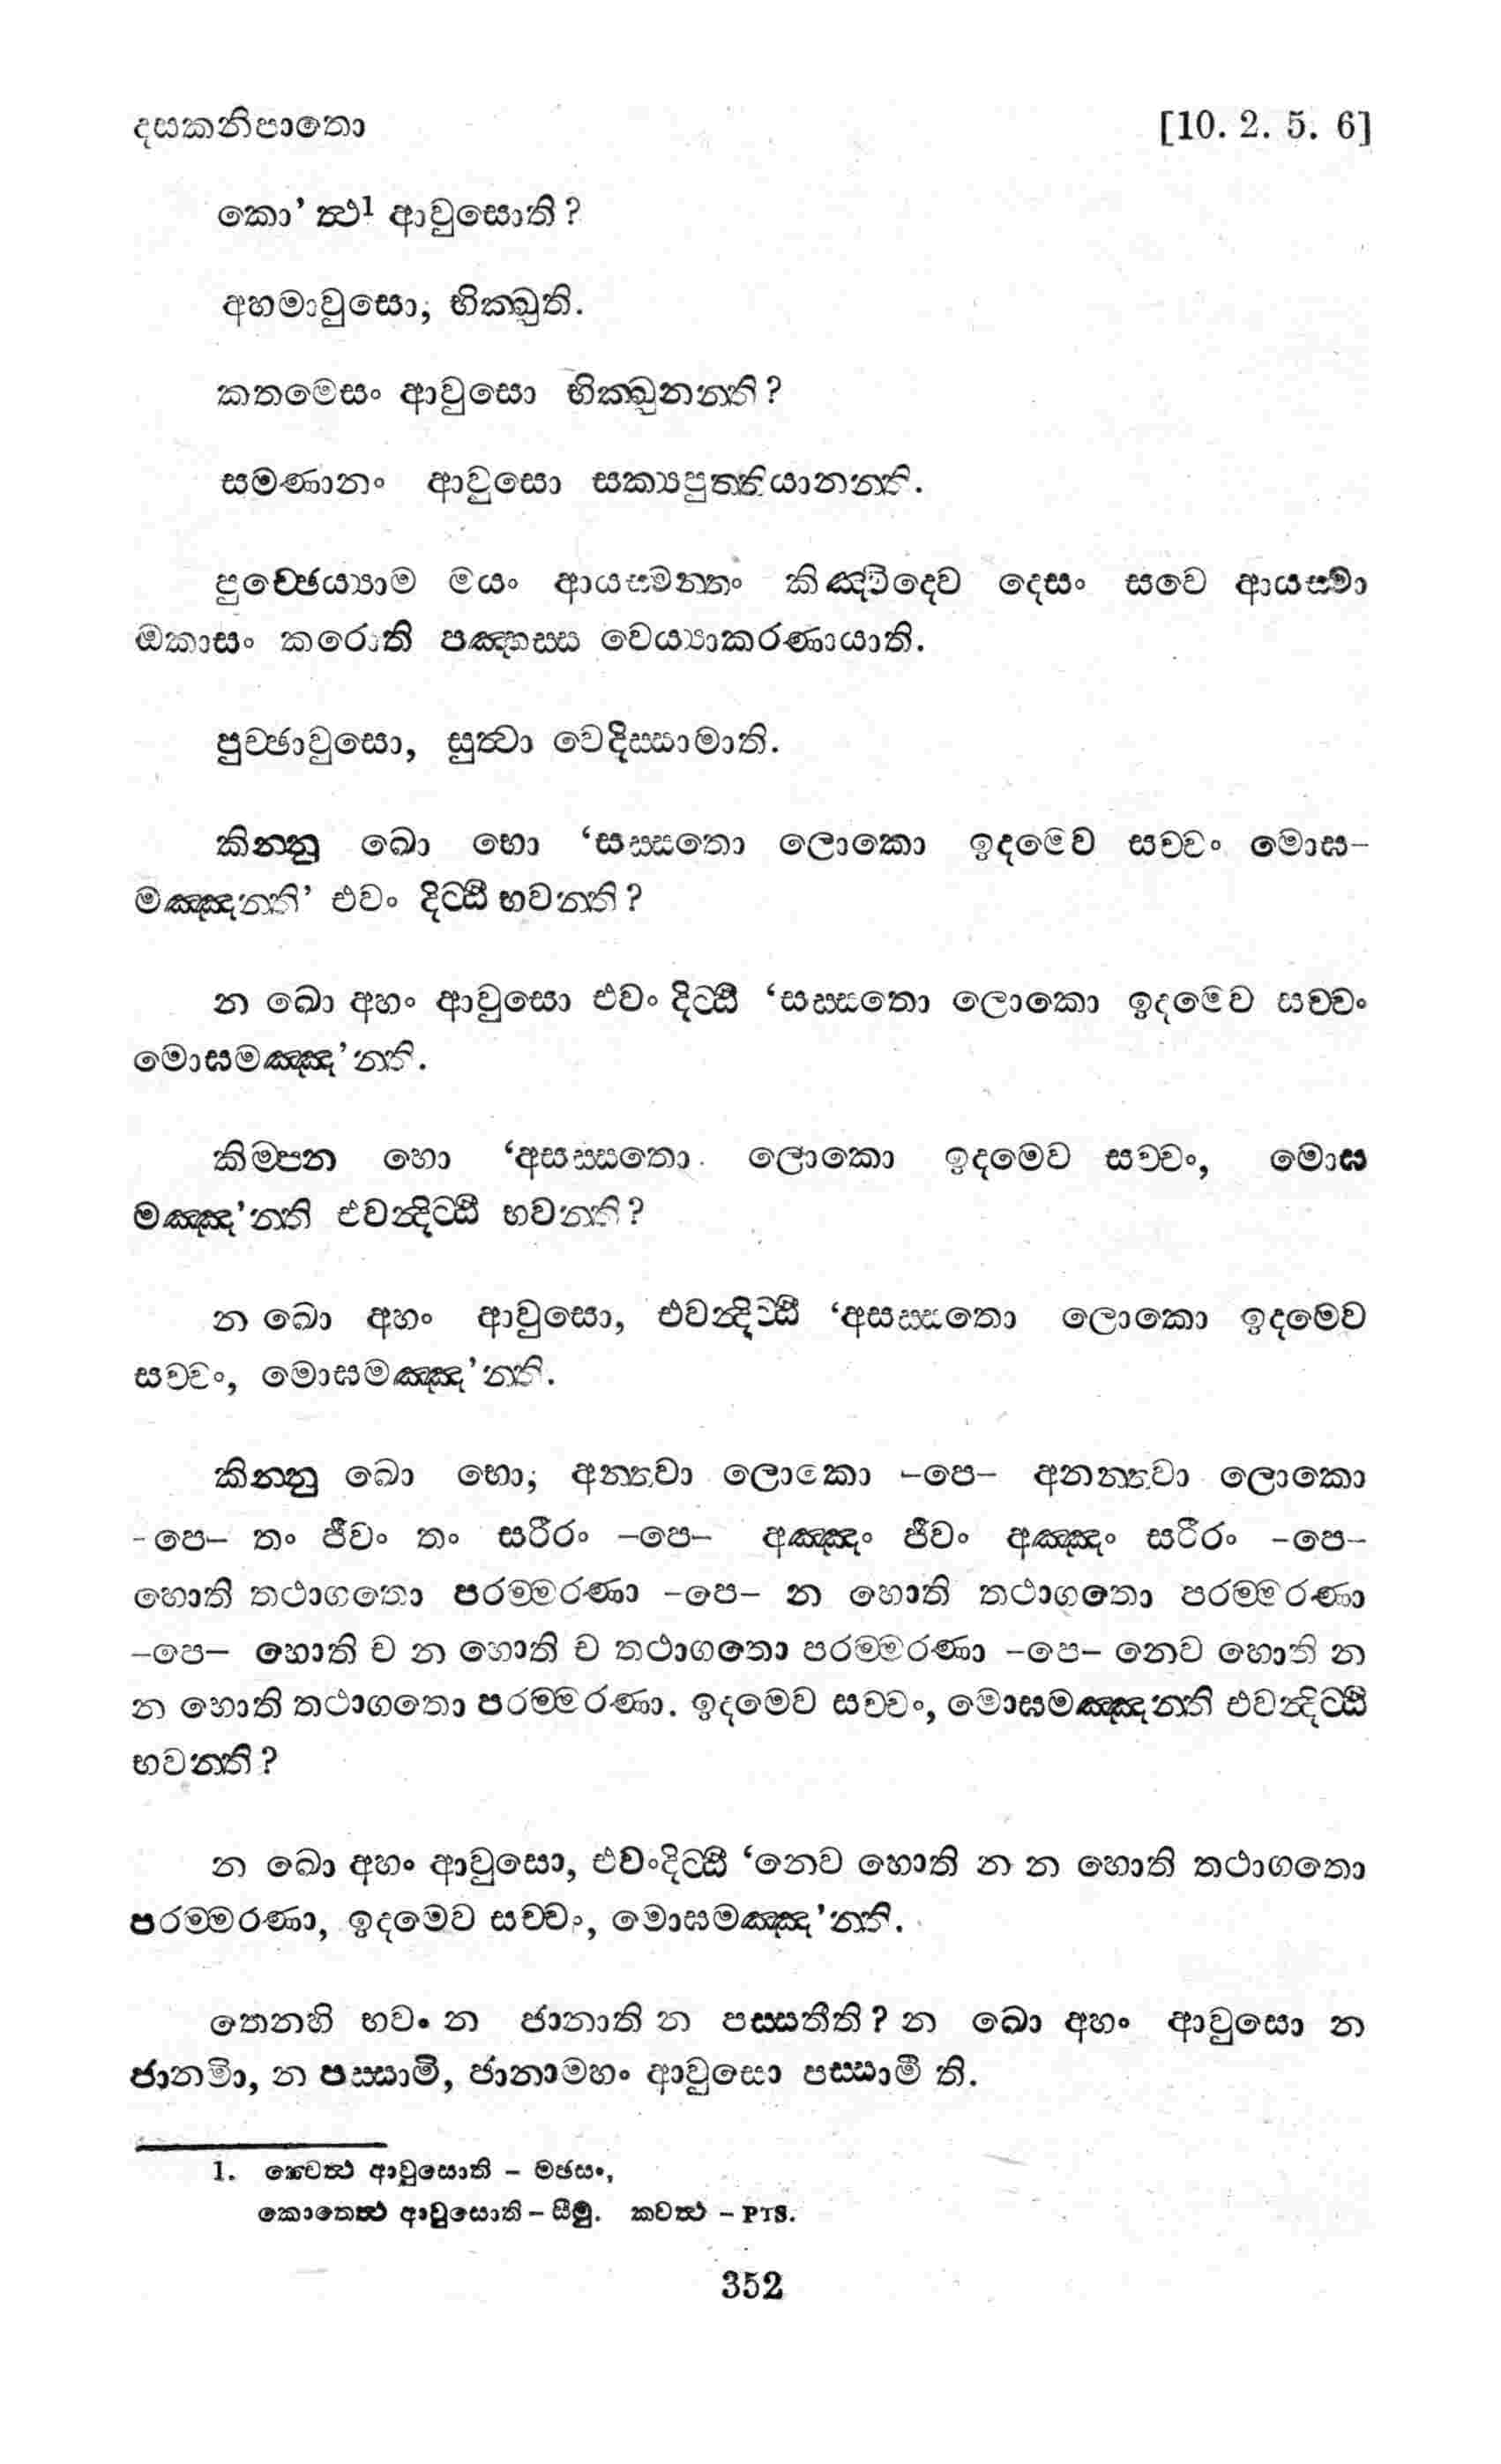 දසකනිපාතො [10. 2. 5. 6]
කො’ ත්‍ථ1 ආවුසොති?
අහමාවුසො, භික්‍ඛුති.
කතමෙසං ආවුසො භික්‍ඛුනන්‍ති?
සමණානං ආවුසො සක්‍යපුත්‍තියානන්‍ති.
පුච්ඡෙය්‍යාම මයං ආයස්මන්‍තං කිඤ්චිදෙව දෙසං සචෙ ආයස්මා
ඔකාසං කරොති පඤ්හස්ස වෙය්‍යාකරණායාති.
පුච්ඡාවුසො, සුත්‍වා වෙදිස්සාමාති.
කින්නු ඛො භො ‘සස්සතො ලොකො ඉදමෙව සච්චං මොඝ-
මඤ්ඤන්‍ති’ එවං දිට්ඨී භවන්‍ති?
න ඛො අහං ආවුසො එවං දිට්ඨී ‘සස්සතො ලොකො ඉදමෙව සච්චං
මොඝමඤ්ඤ’න්‍ති.
කිම්පන හො ‘අසස්සතො ලොකො ඉදමෙව සච්චං, මොඝ
මඤ්ඤ’න්‍ති එවන්‍දිට්ඨී භවන්‍ති?
න ඛො අහං ආවුසො, එවන්‍දිට්ඨී ‘අසස්සතො ලොකො ඉදමෙව
සච්චං, මොඝමඤ්ඤ’න්‍ති.
කින්නු ඛො භො, අන්‍තවා ලොකො -පෙ- අනන්‍තවා ලොකො
-පෙ- තං ජීවං තං සරීරං -පෙ- අඤ්ඤං ජීවං අඤ්ඤං සරීරං -පෙ-
හොති තථාගතො පරම්මරණා -පෙ- න හොති තථාගතො පරම්මරණා
-පෙ- හොති ච න හොති ච තථාගතො පරම්මරණා -පෙ- නෙව හොති න
න හොති තථාගතො පරම්මරණා. ඉදමෙව සච්චං, මොඝමඤ්ඤන්‍ති එවන්‍දිට්ඨී
භවන්‍ති?
න ඛො අහං ආවුසො, එවංදිට්ඨී ‘නෙව හොති න න හොති තථාගතො
පරම්මරණා, ඉදමෙව සච්චං, මොඝමඤ්ඤ’න්‍ති.
තෙනහි භවං න ජානාති න පස්සතීති? න ඛො අහං ආවුසො න
ජානමිා, න පස්සාමි, ජානාමහං ආවුසො පස්සාමී ති.
1. ක්‍වෙත්‍ථ ආවුසොති - මඡසං,
කොතෙත්‍ථ ආවුසොති - සීමු. කවත්‍ථ - PTS.
352